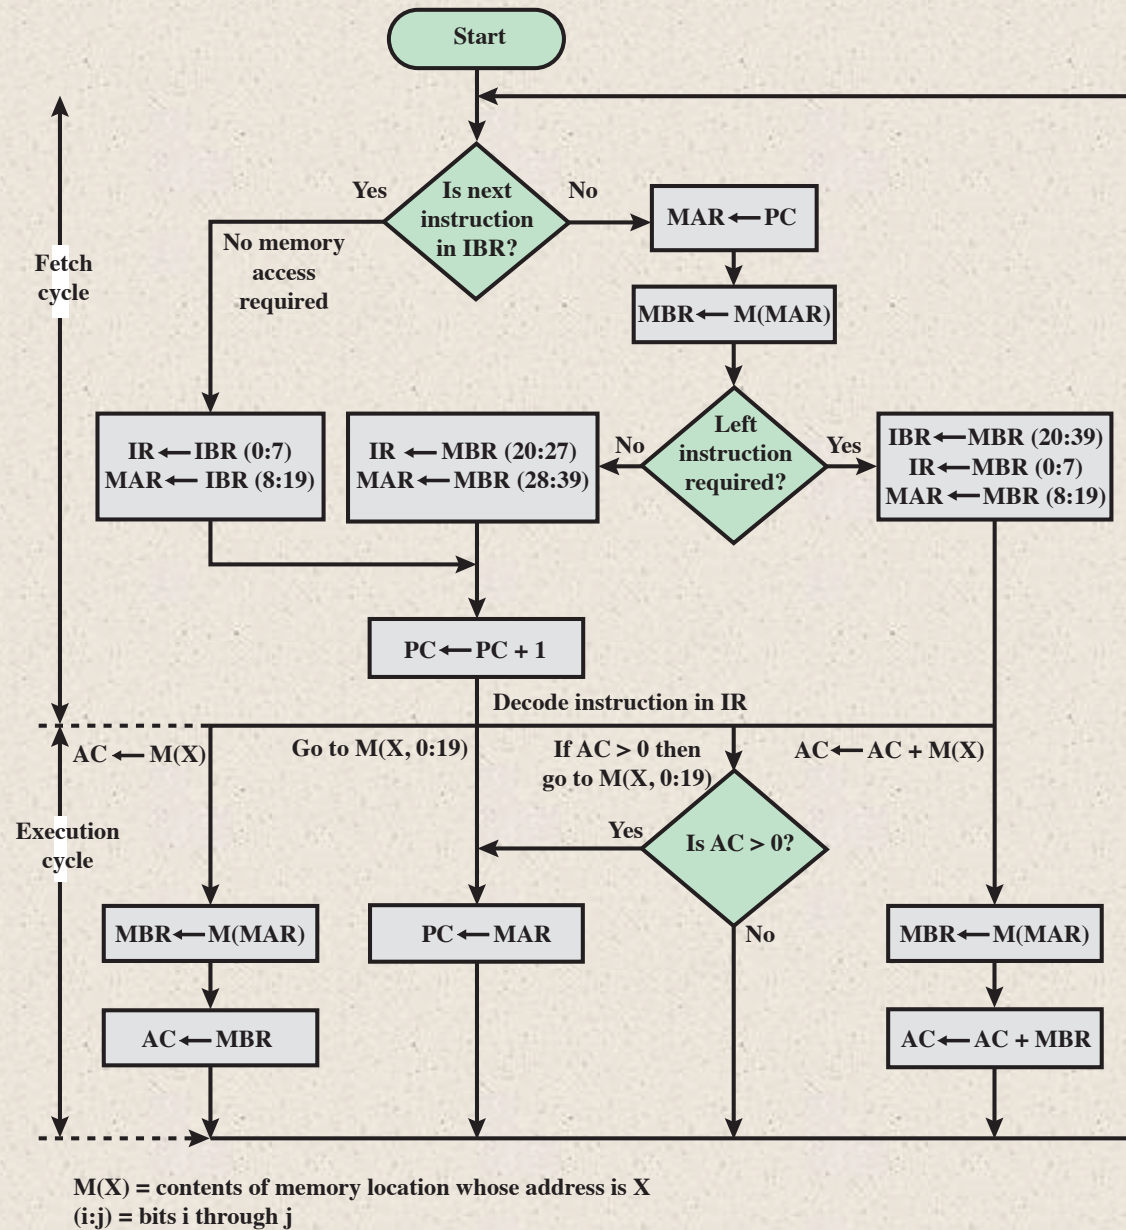 Start
Yes
Is next
instruction
in IBR?
No
MAR ← PC
No memory
access
required
Fetch
cycle
MBR ← M(MAR)
IR ← IBR (0:7)
MAR ← IBR (8:19)
IR ← MBR (20:27)
MAR ← MBR (28:39)
No
Left
instruction
required?
Yes
IBR ← MBR (20:39)
IR ← MBR (0:7)
MAR ← MBR (8:19)
PC ← PC + 1
Decode instruction in IR
AC ← M(X)
Go to M(X, 0:19)
If AC > 0 then
go to M(X, 0:19)
AC ← AC + M(X)
Execution
cycle
Yes
Is AC > 0?
No
MBR ← M(MAR)
PC ← MAR
MBR ← M(MAR)
AC ← MBR
AC ← AC + MBR
M(X) = contents of memory location whose address is X
(i:j) = bits i through j